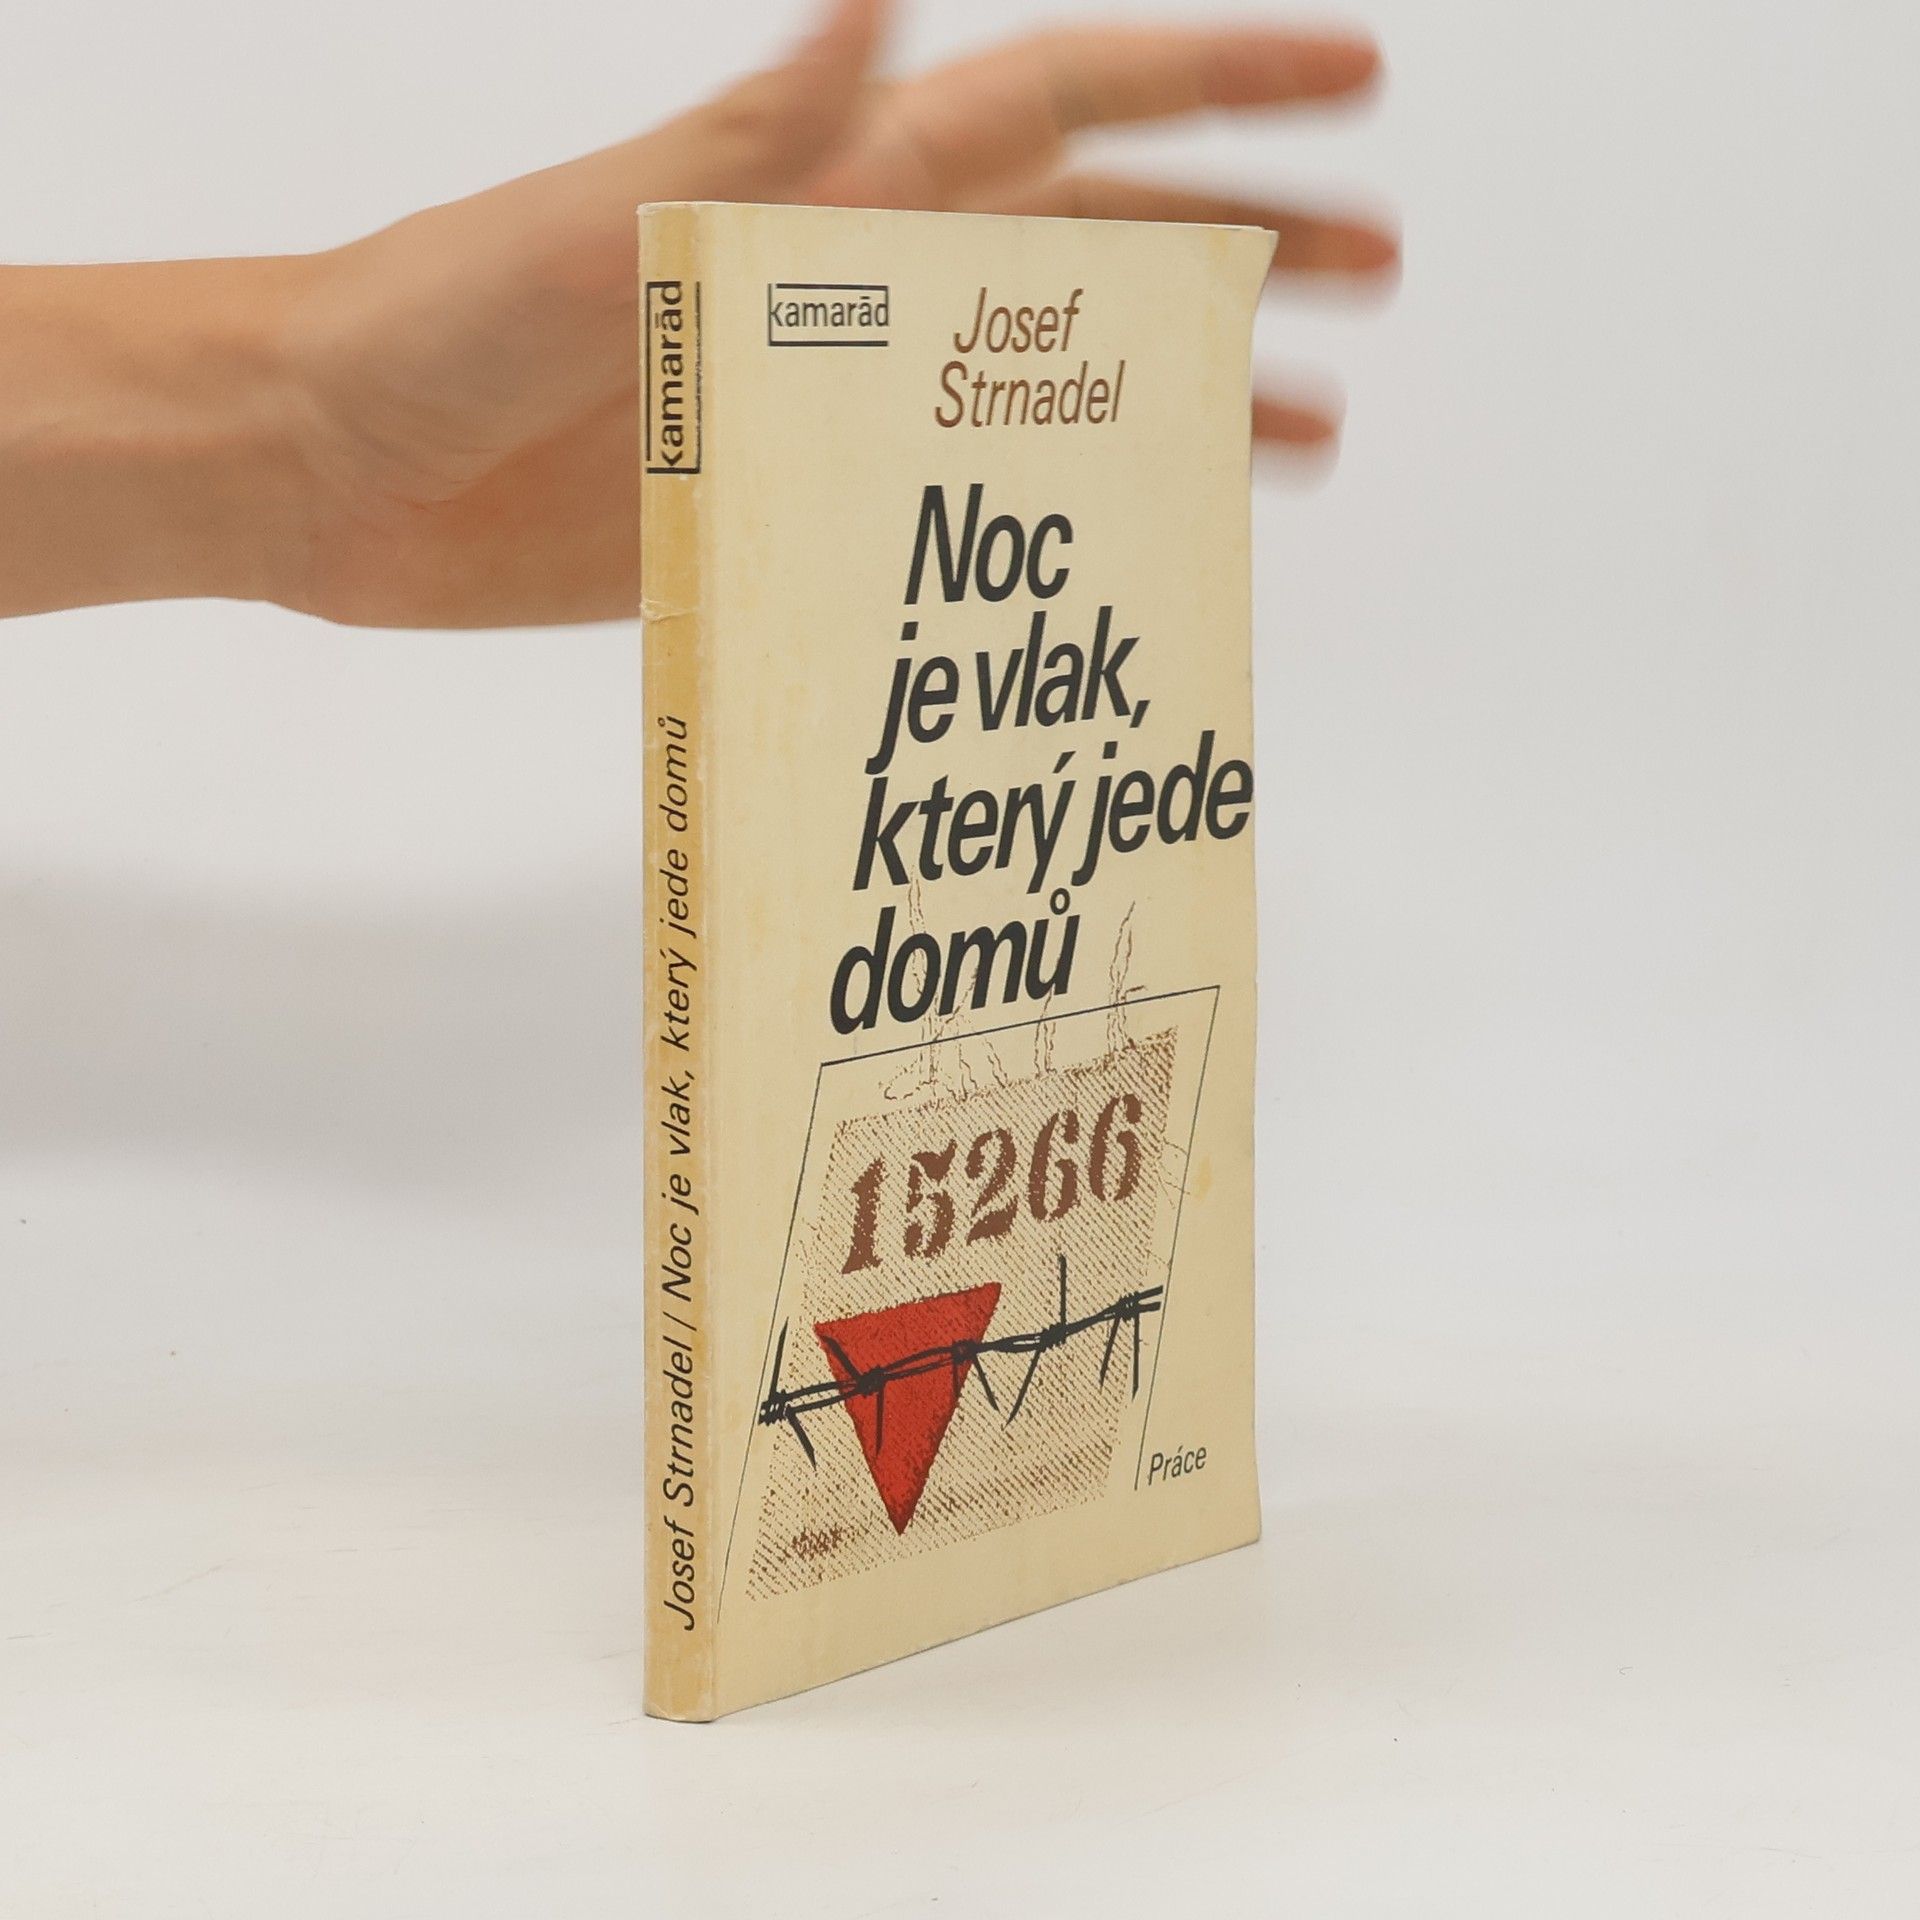 kamarád
Josef Strnadel / Noc je vlak, který jede domů
kamarád
Josef
Strnadel
Noc
je vlak,
který jede
domů
15266
Práce